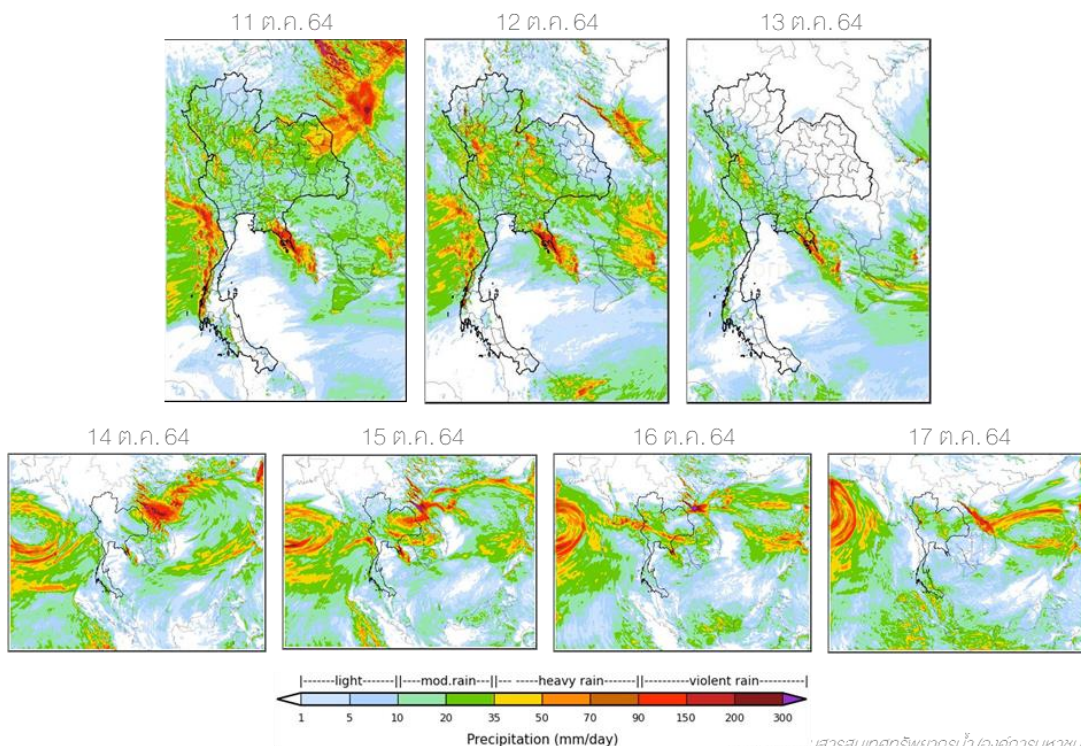 11 ต.ค. 64
12 ต.ค. 64
13 ต.ค. 64
14 ต.ค. 64
15 ต.ค. 64
16 ต.ค. 64
17 ต.ค. 64
|-------light------||----mod.rain---||--- -----heavy rain-------||----------violent rain----------|
1 5 10 20 35 50 70 90 150 200 300
Precipitation (mm/day)